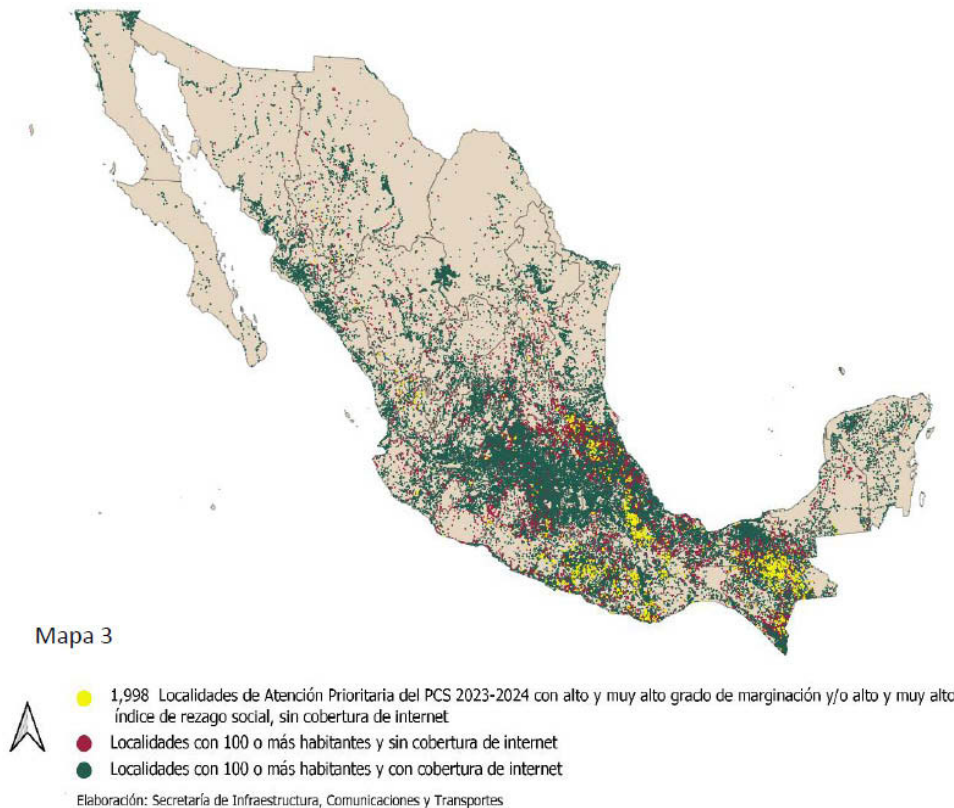 Mapa 3
1,998 Localidades de Atención Prioritaria del PCS 2023-2024 con alto y muy alto grado de marginación y/o alto y muy alto
índice de rezago social, sin cobertura de internet
Localidades con 100 o más habitantes y sin cobertura de internet
Localidades con 100 o más habitantes y con cobertura de internet
Elaboración: Secretaría de Infraestructura, Comunicaciones y Transportes